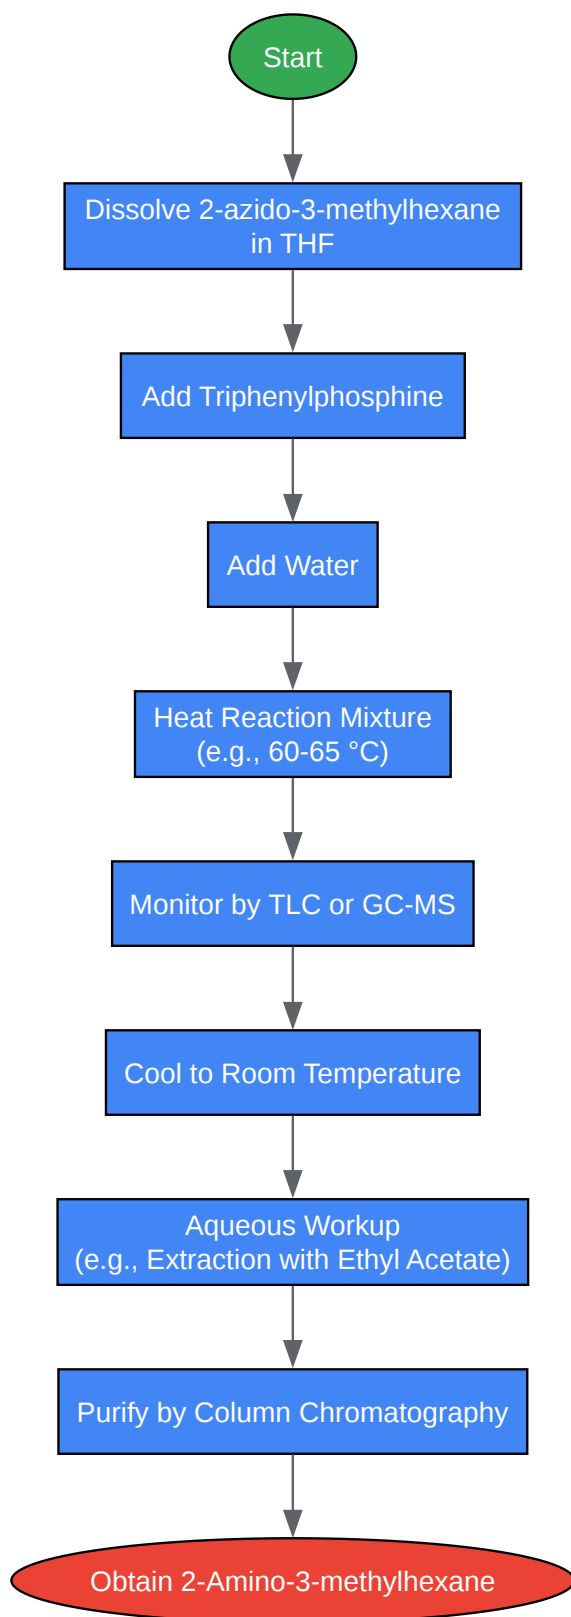 Start
Dissolve 2-azido-3-methylhexane
in THF
Add Triphenylphosphine
Add Water
Heat Reaction Mixture
(e.g., 60-65 °C)
Monitor by TLC or GC-MS
Cool to Room Temperature
Aqueous Workup
(e.g., Extraction with Ethyl Acetate)
Purify by Column Chromatography
Obtain 2-Amino-3-methylhexane